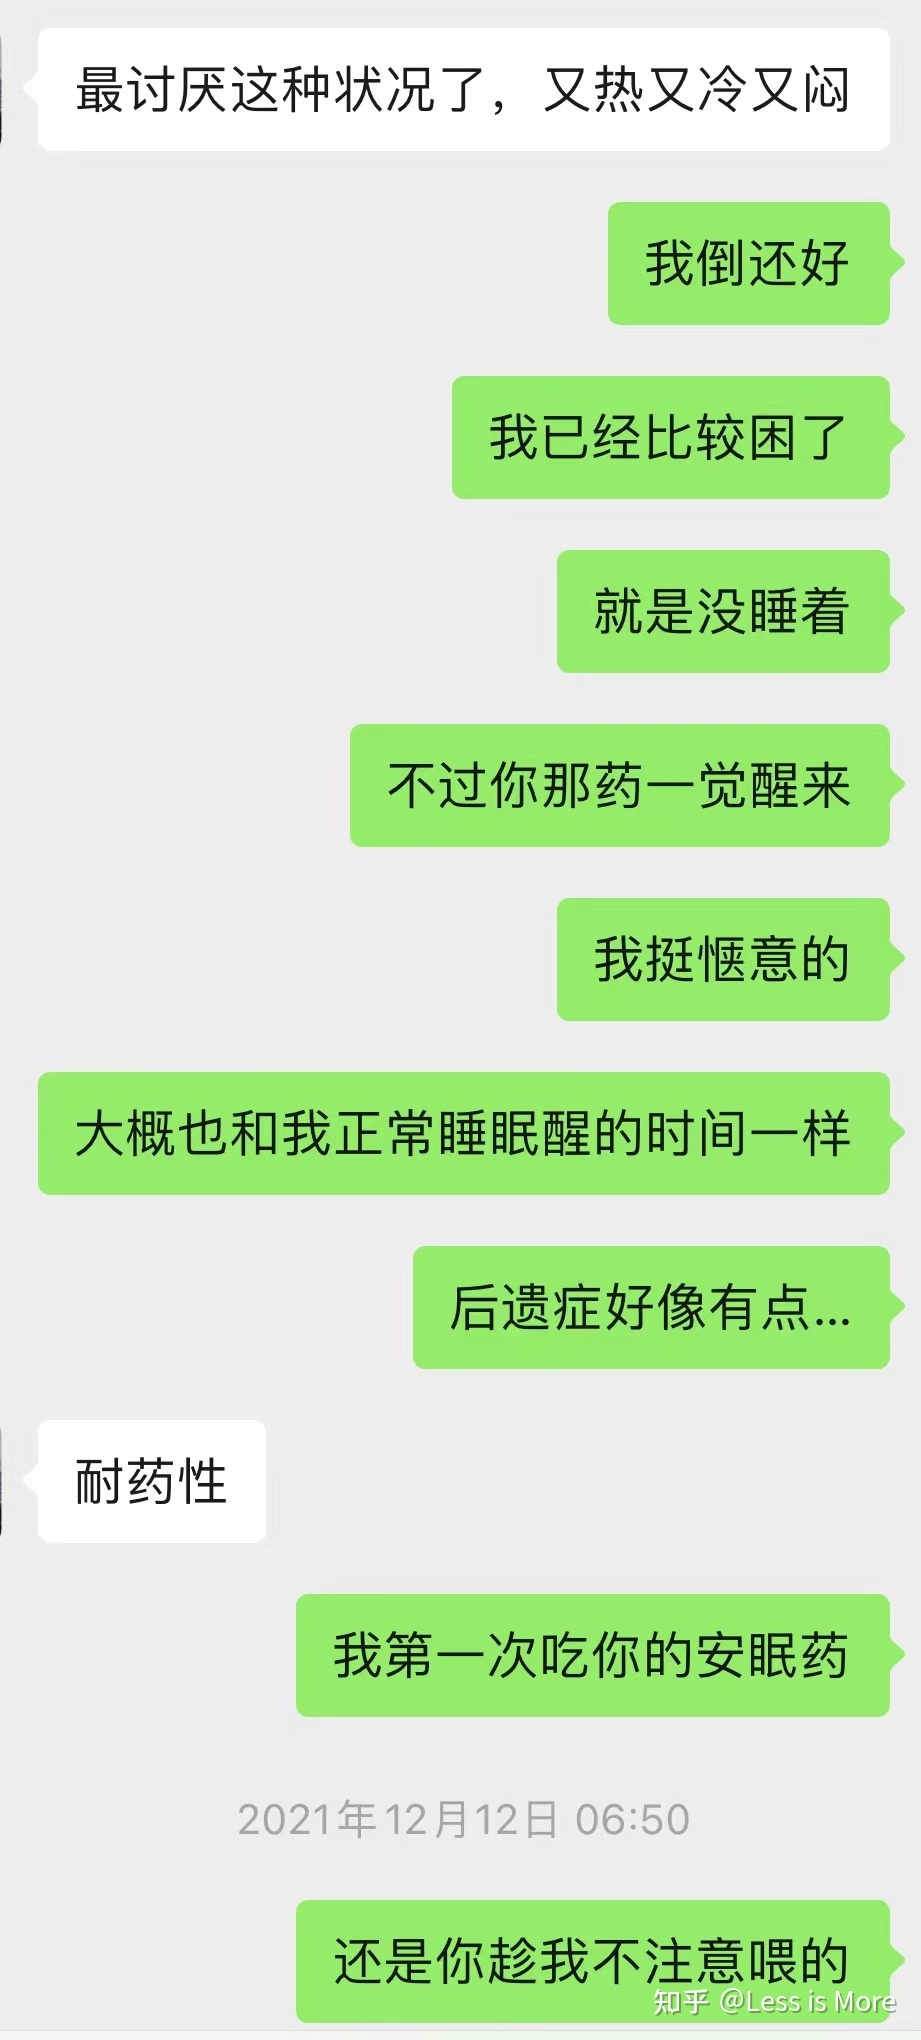 最讨厌这种状况了，又热又冷又闷
我倒还好
我已经比较困了
就是没睡着
不过你那药一觉醒来
我挺惬意的
大概也和我正常睡眠醒的时间一样
后遗症好像有点...
耐药性
我第一次吃你的安眠药
2021年12月12日 06:50
还是你趁我不注意喂的
知乎 @Less is More